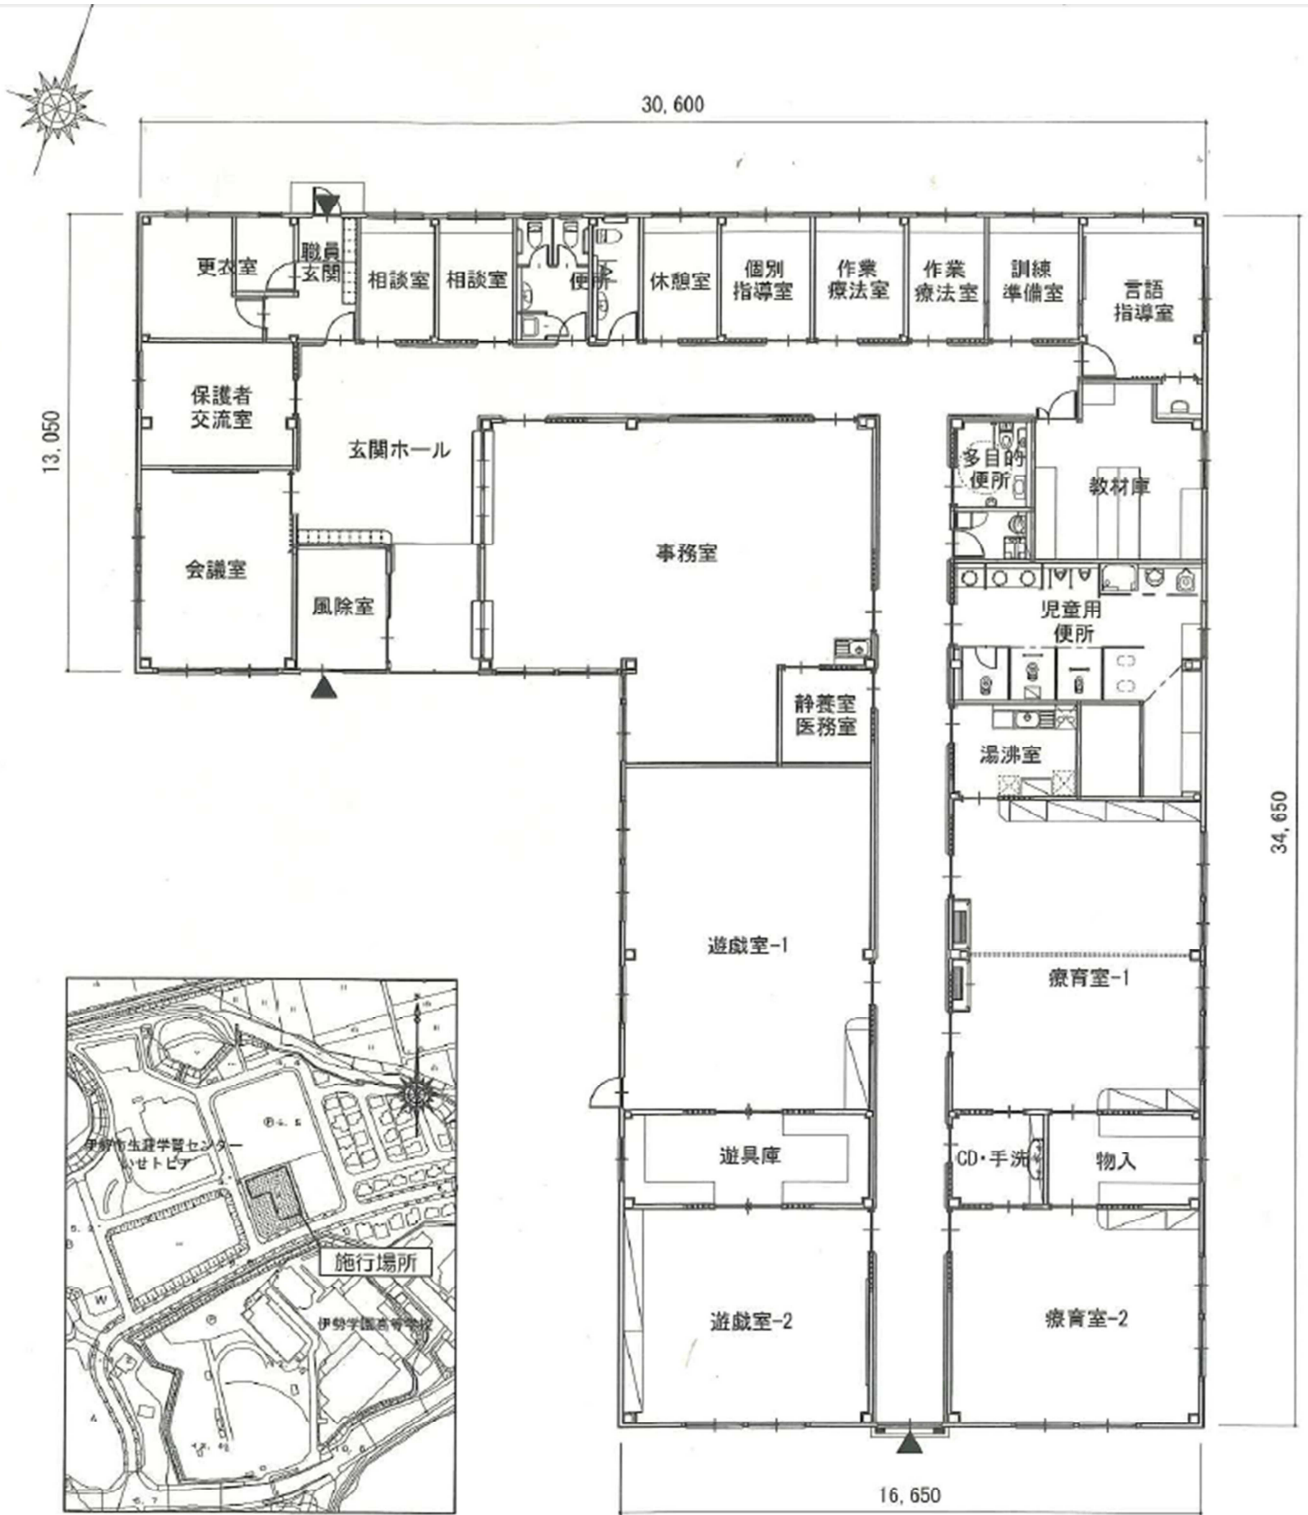 30,600
職員
玄関
更衣室
相談室
相談室
便所
休憩室
個別
指導室
作業
療法室
作業
療法室
訓練
準備室
言語
指導室
13,050
保護者
交流室
玄関ホール
多目的
便所
教材庫
事務室
会議室
風除室
児童用
便所
静養室
医務室
湯沸室
34,650
遊戯室-1
療育室-1
遊具庫
CD・手洗
物入
遊戯室-2
療育室-2
16,650
伊勢市生涯学習センター
いせトピア
施行場所
伊勢学園高等学校